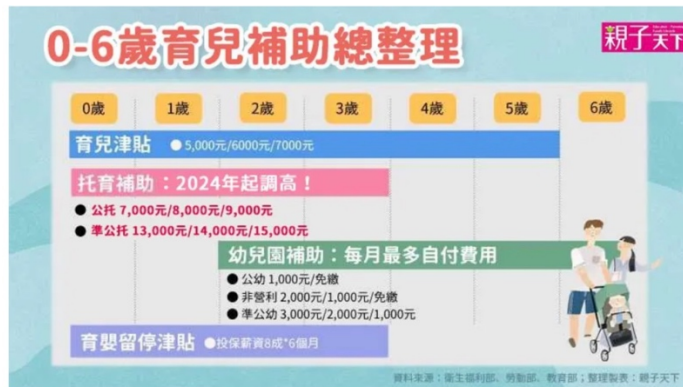 0-6歲育兒補助總整理
親子天下
0歲 1歲 2歲 3歲 4歲 5歲 6歲
育兒津貼 ●5,000元/6000元/7000元
托育補助：2024年起調高！
●公托 7,000元/8,000元/9,000元
●準公托 13,000元/14,000元/15,000元
幼兒園補助：每月最多自付費用
●公幼 1,000元/免繳
●非營利 2,000元/1,000元/免繳
●準公幼 3,000元/2,000元/1,000元
育嬰留停津貼 ●投保薪資8成*6個月
資料來源：衛生福利部、勞動部、教育部；整理製表：親子天下